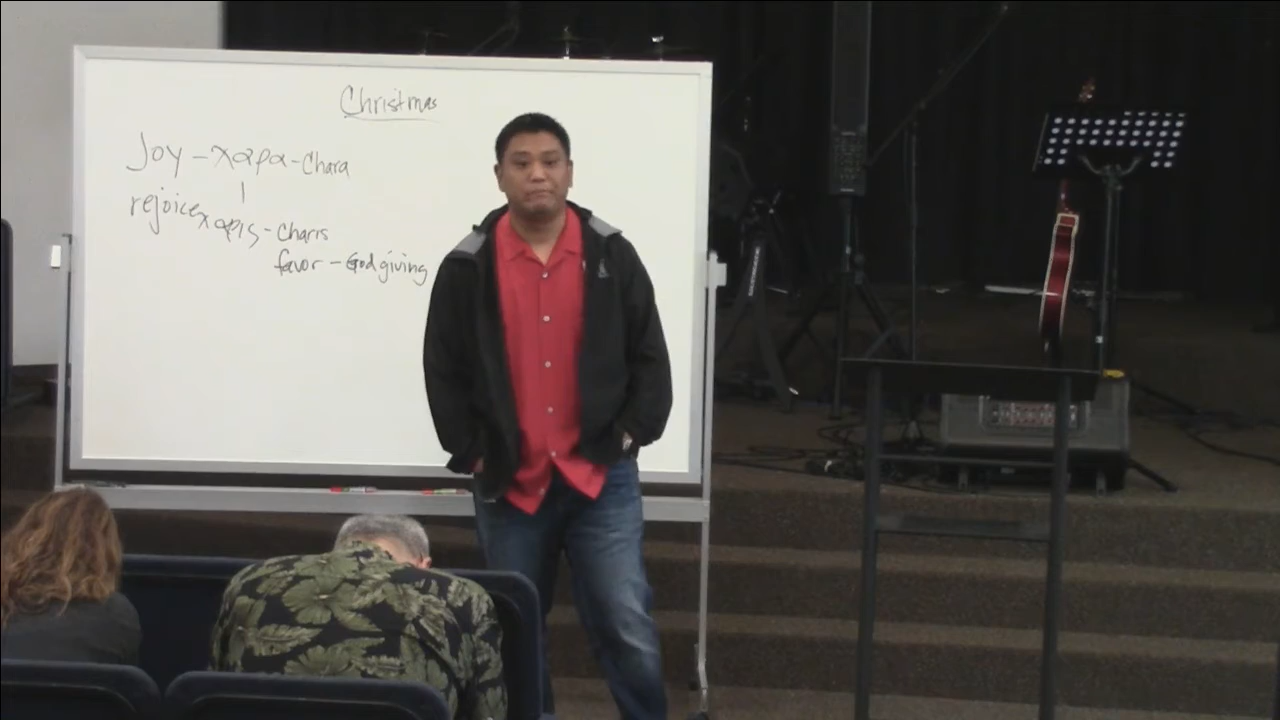 Christmas
Joy - χαρα - Chara
rejoice χαρις - Charis
favor - God giving